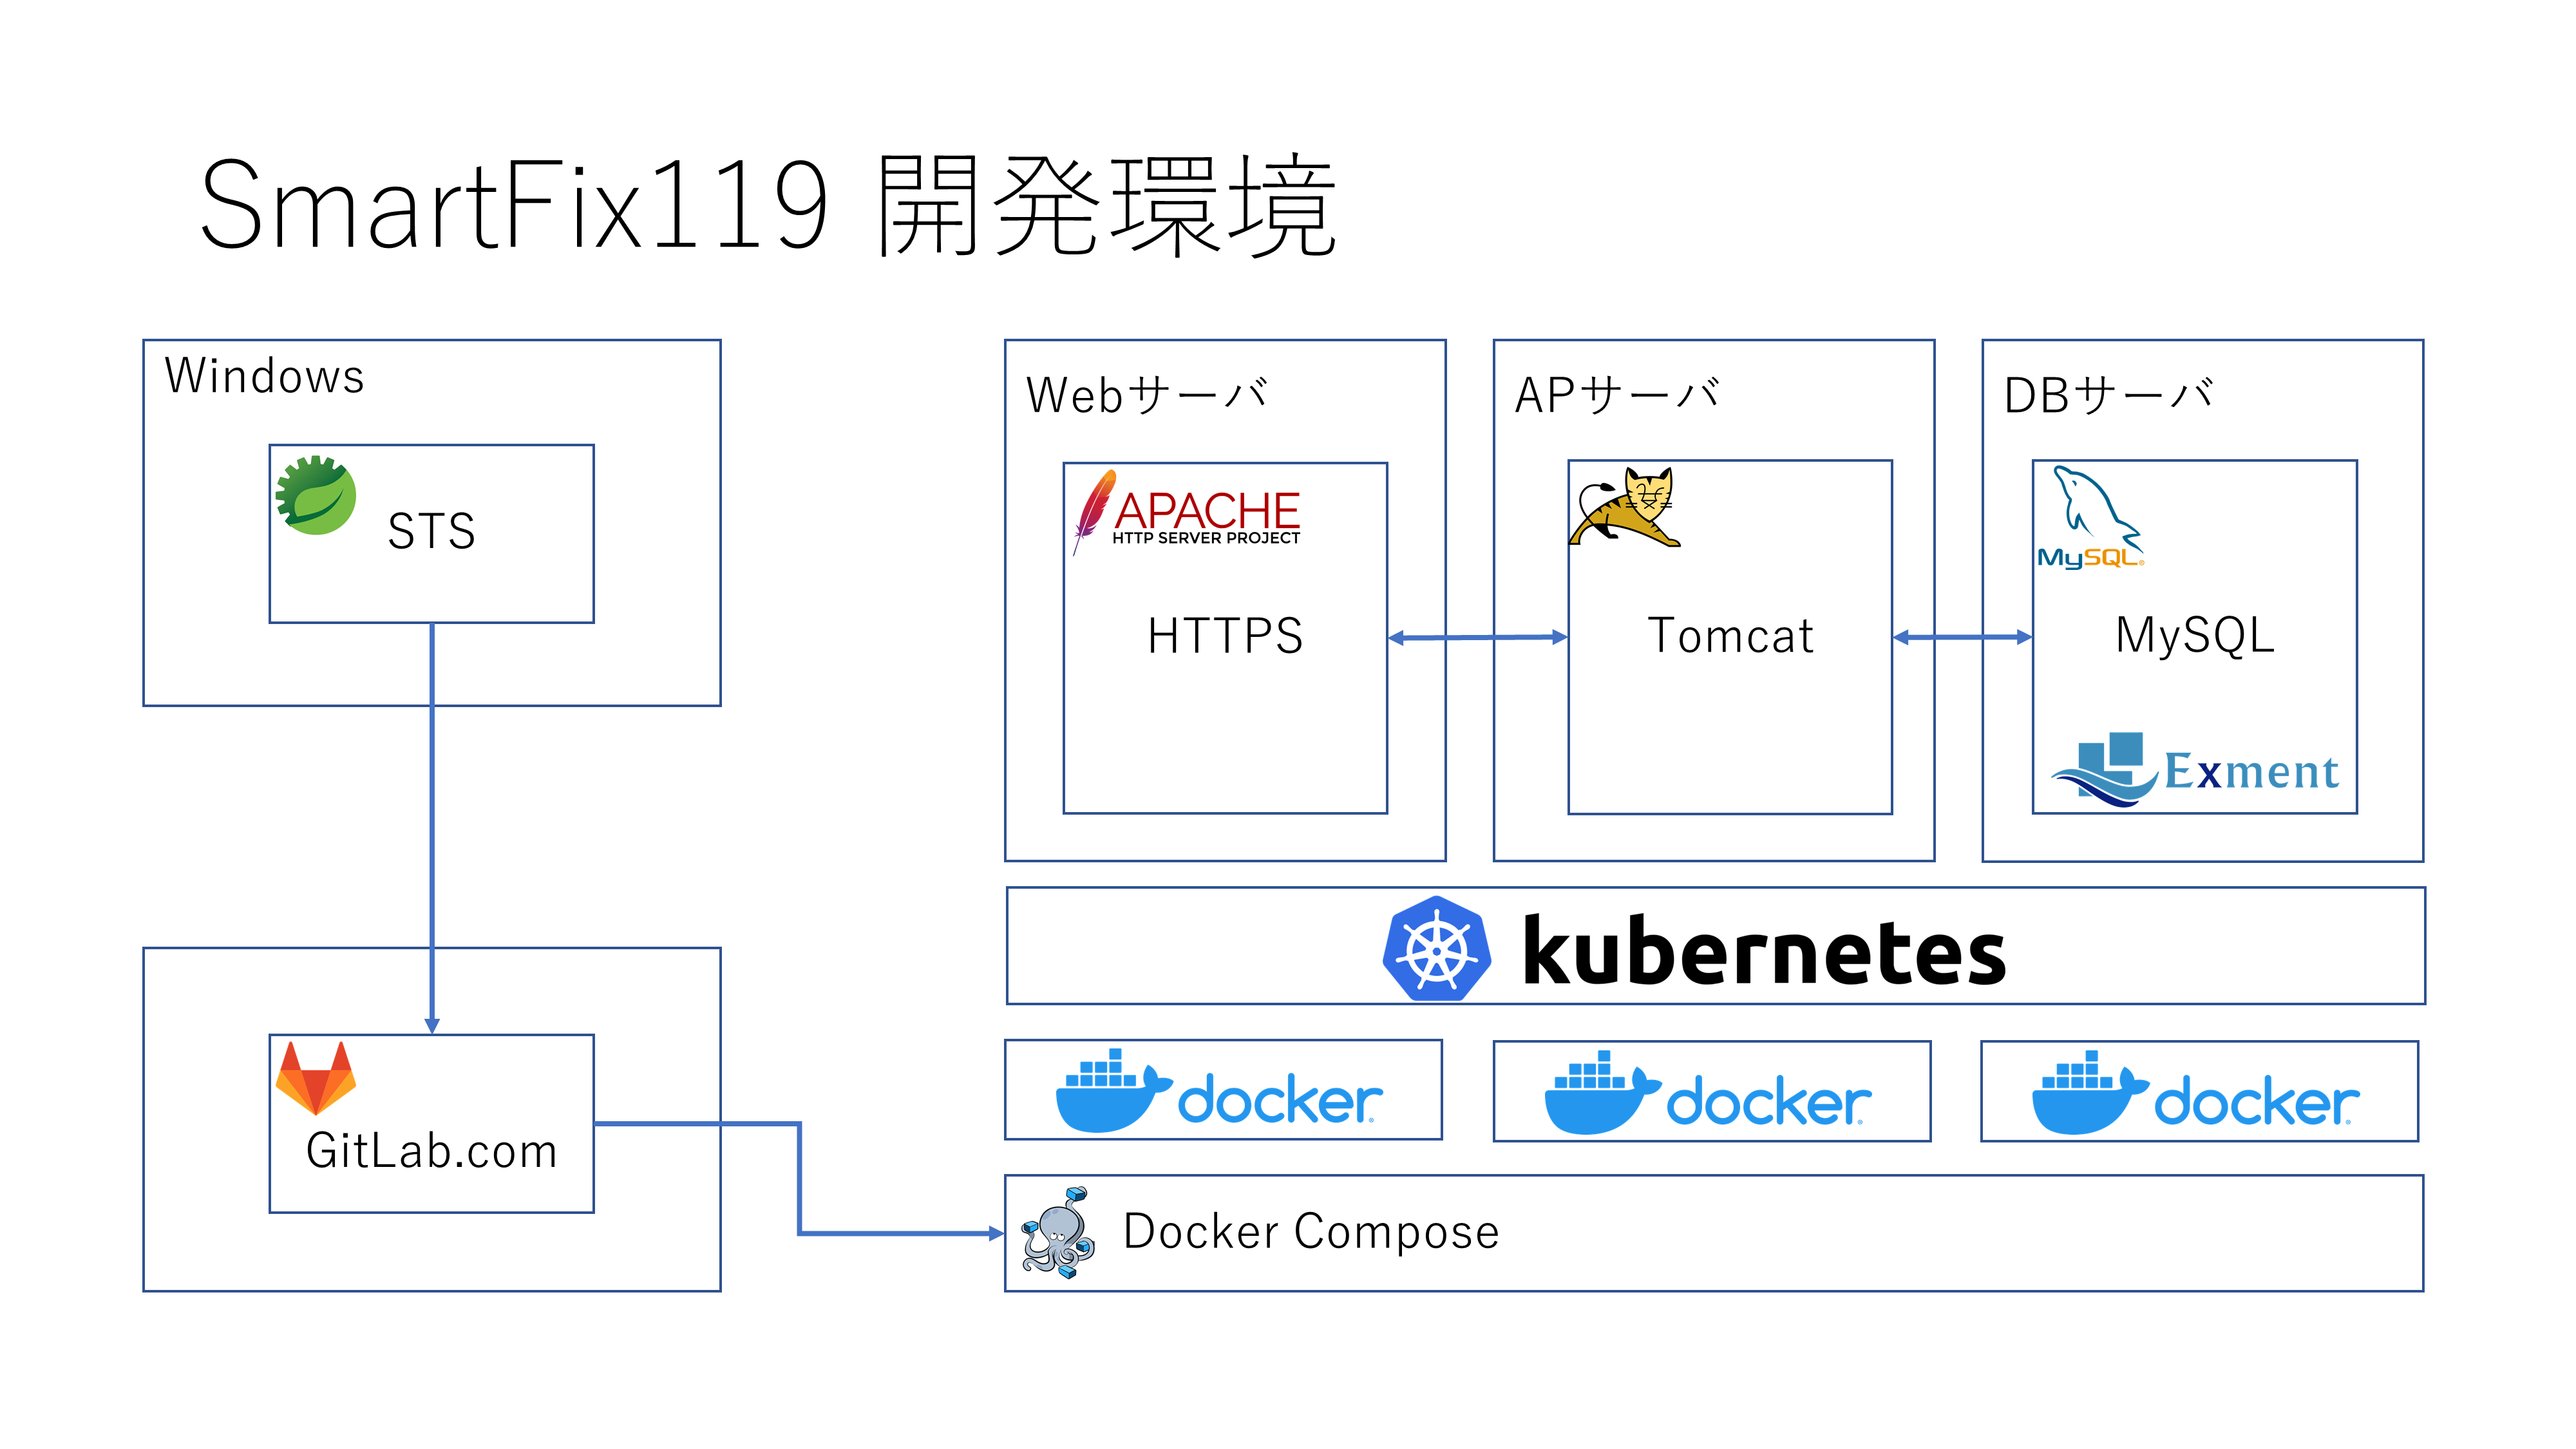 SmartFix119 開発環境
Windows
STS
GitLab.com
Webサーバ
APACHE
HTTP SERVER PROJECT
HTTPS
APサーバ
Tomcat
DBサーバ
MySQL®
MySQL
Exment
kubernetes
docker®
docker®
docker®
Docker Compose